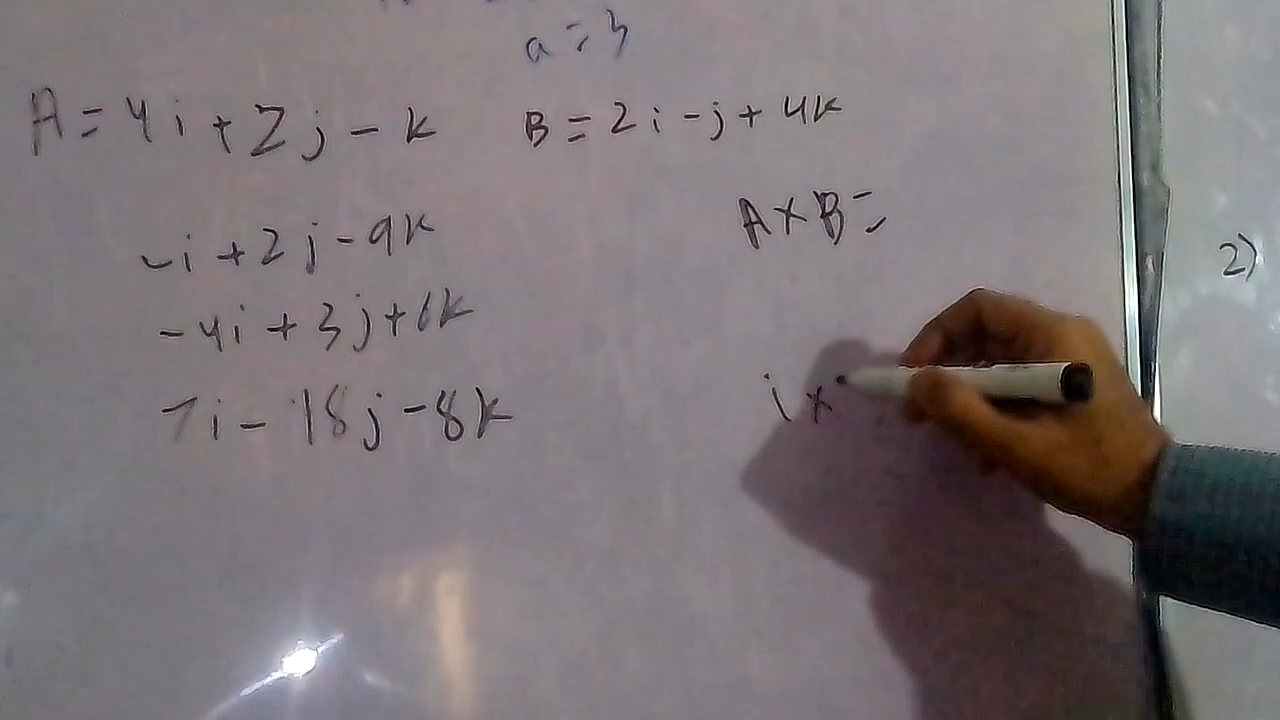 a = 3
A = 4i + 2j - k
B = 2i - j + 4k
A × B =
i + 2j - 9k
- 4i + 3j + 6k
7i - 18j - 8k
i ×
2)